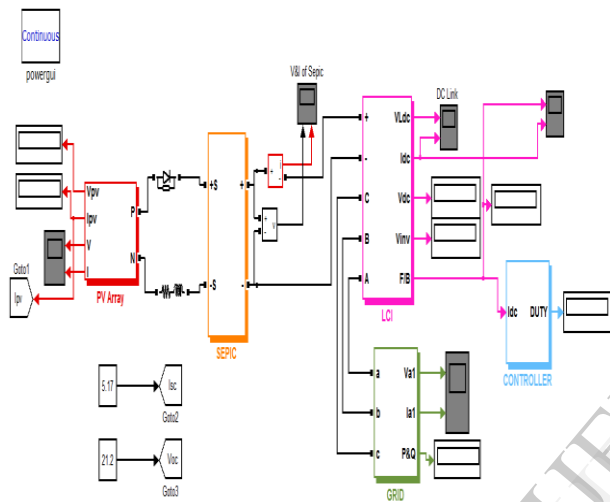 Continuous
powergui
V&I of Sepic
DC Link
Vpv
Ipv
V
I
P
N
PV Array
Goto1
Ipv
+S
-S
+
-
SEPIC
i
+
-
+
-
v
+
-
C
B
A
VLdc
Idc
Vdc
Vinv
F/B
LCI
Idc
DUTY
CONTROLLER
5.17
Isc
Goto2
21.2
Voc
Goto3
a
b
c
Va1
Ia1
P&Q
GRID